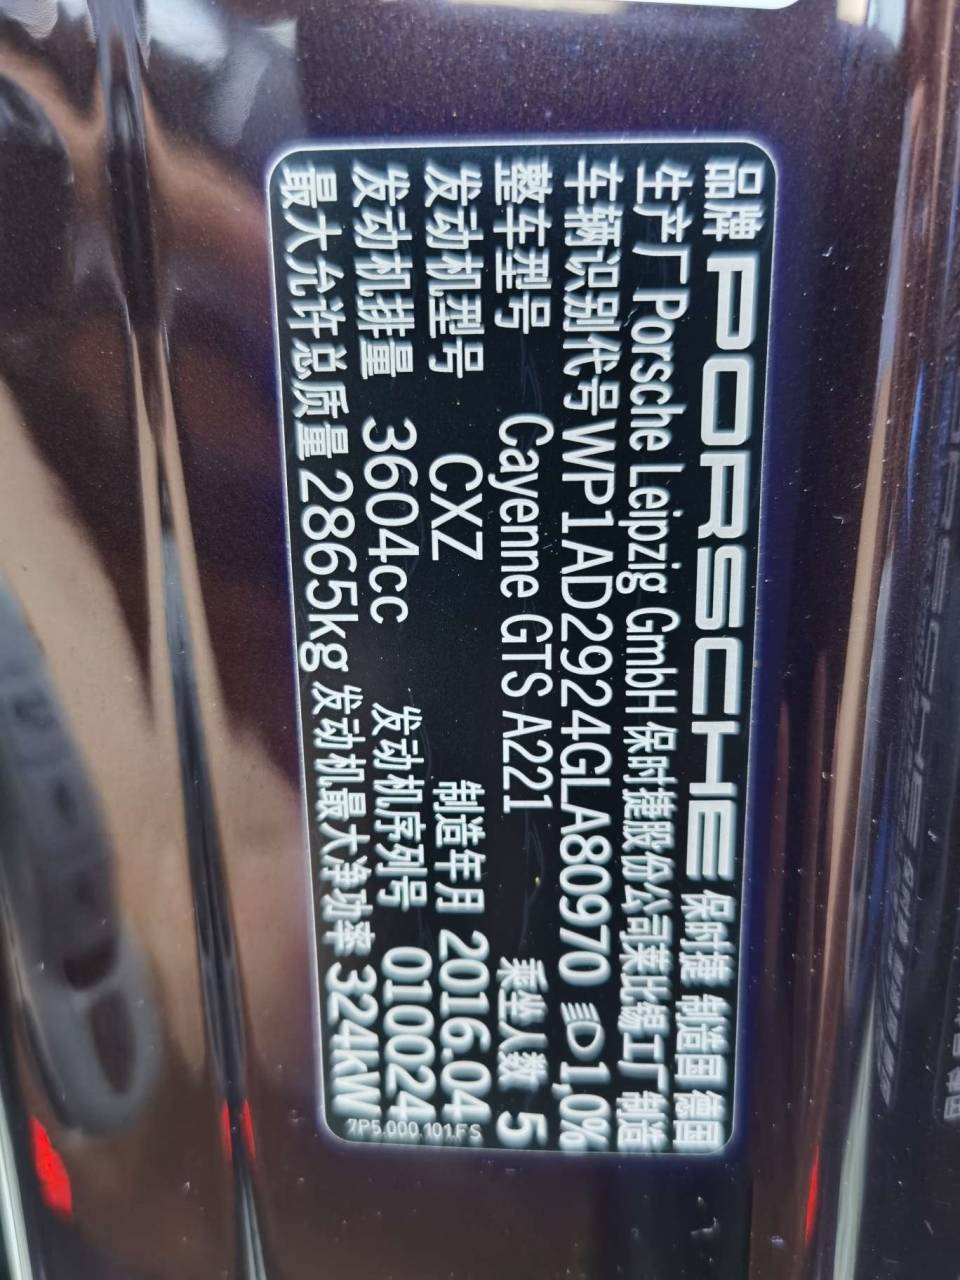 品牌 PORSCHE 保时捷 制造国 德国
生产厂 Porsche Leipzig GmbH 保时捷股份公司莱比锡工厂制造
车辆识别代号 WP1AD2924GLA80970 1,0%
整车型号 Cayenne GTS A221 乘坐人数 5
发动机型号 CXZ 制造年月 2016.04
发动机排量 3604cc 发动机序列号 010024
最大允许总质量 2865kg 发动机最大净功率 324kW
7P5.000.101.FS